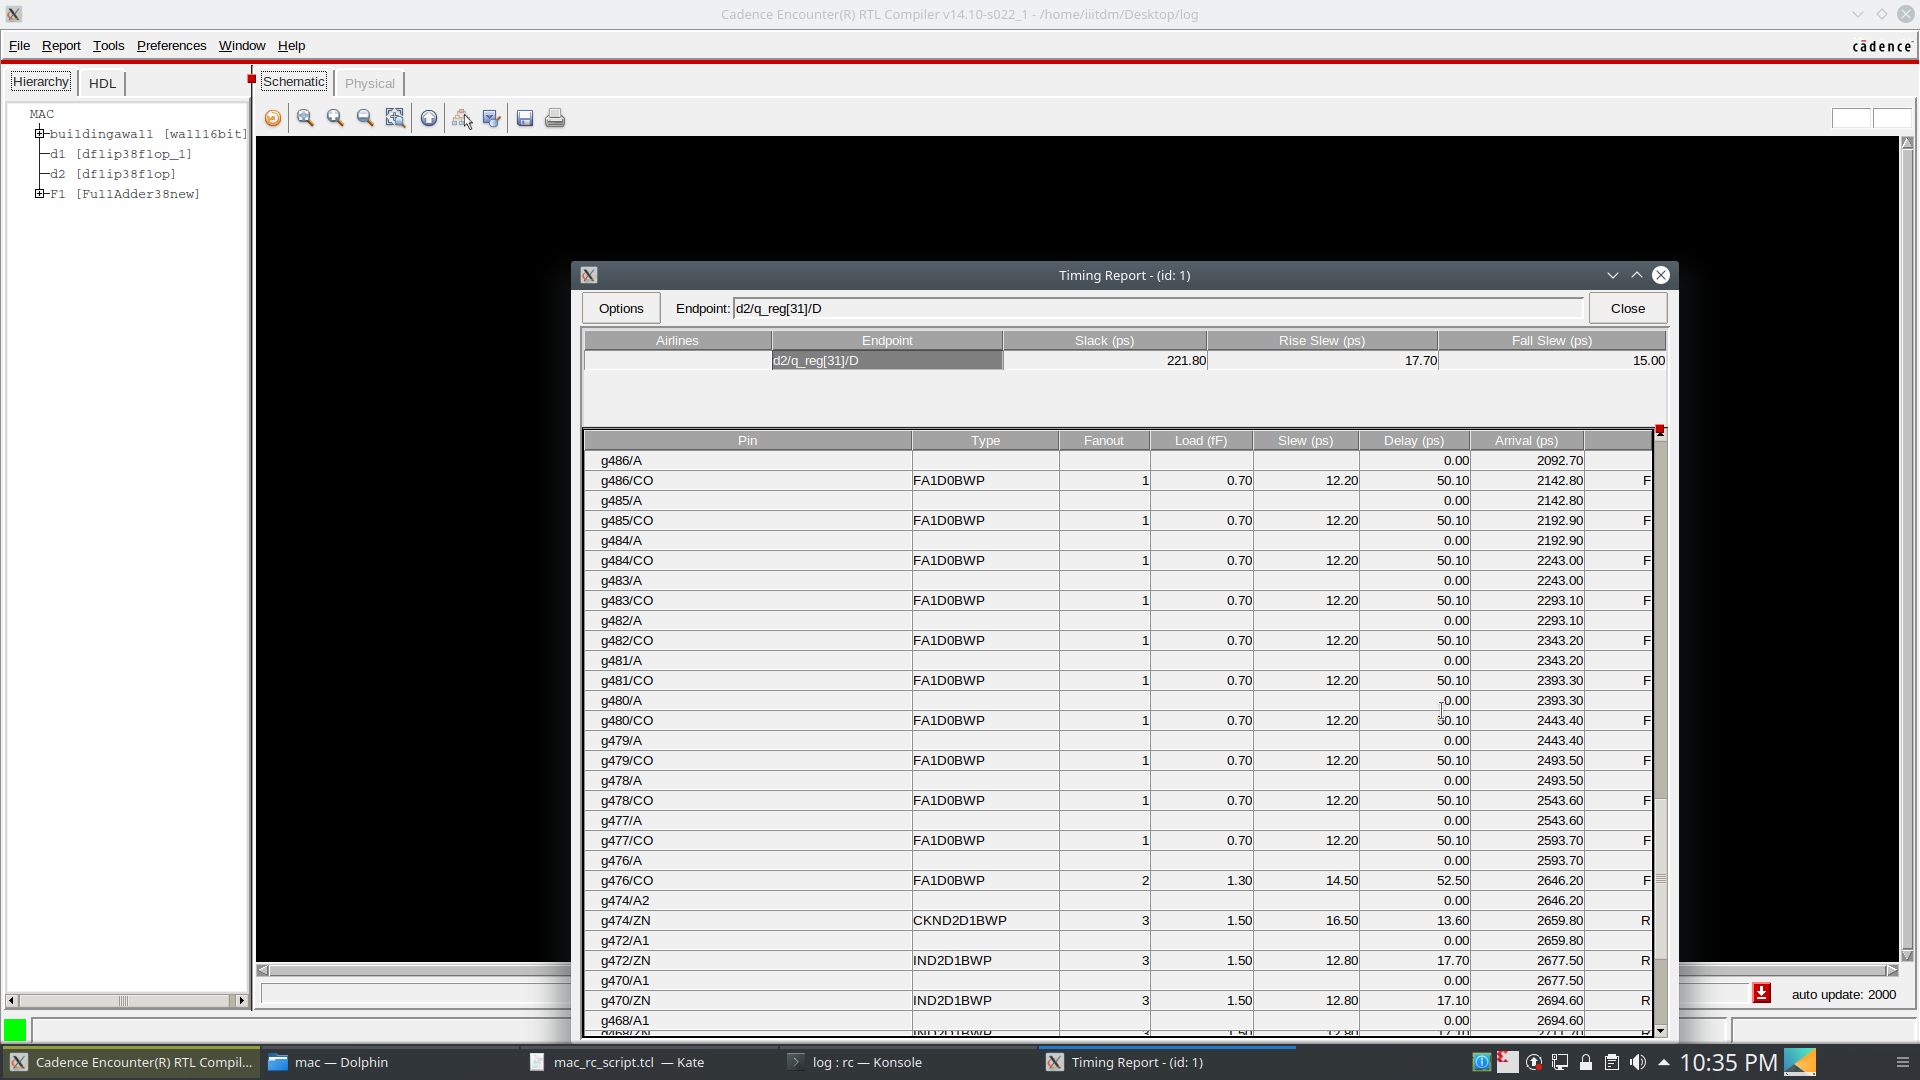 Cadence Encounter(R) RTL Compiler v14.10-s022_1 - /home/iiitdm/Desktop/log
File Report Tools Preferences Window Help
cādence
Hierarchy HDL
Schematic Physical
MAC
buildingawall [wall16bit]
d1 [dflip38flop_1]
d2 [dflip38flop]
F1 [FullAdder38new]
Timing Report - (id: 1)
Options Endpoint: d2/q_reg[31]/D Close
Airlines Endpoint Slack (ps) Rise Slew (ps) Fall Slew (ps)
d2/q_reg[31]/D 221.80 17.70 15.00
Pin Type Fanout Load (fF) Slew (ps) Delay (ps) Arrival (ps)
g486/A 0.00 2092.70
g486/CO FA1D0BWP 1 0.70 12.20 50.10 2142.80 F
g485/A 0.00 2142.80
g485/CO FA1D0BWP 1 0.70 12.20 50.10 2192.90 F
g484/A 0.00 2192.90
g484/CO FA1D0BWP 1 0.70 12.20 50.10 2243.00 F
g483/A 0.00 2243.00
g483/CO FA1D0BWP 1 0.70 12.20 50.10 2293.10 F
g482/A 0.00 2293.10
g482/CO FA1D0BWP 1 0.70 12.20 50.10 2343.20 F
g481/A 0.00 2343.20
g481/CO FA1D0BWP 1 0.70 12.20 50.10 2393.30 F
g480/A 0.00 2393.30
g480/CO FA1D0BWP 1 0.70 12.20 50.10 2443.40 F
g479/A 0.00 2443.40
g479/CO FA1D0BWP 1 0.70 12.20 50.10 2493.50 F
g478/A 0.00 2493.50
g478/CO FA1D0BWP 1 0.70 12.20 50.10 2543.60 F
g477/A 0.00 2543.60
g477/CO FA1D0BWP 1 0.70 12.20 50.10 2593.70 F
g476/A 0.00 2593.70
g476/CO FA1D0BWP 2 1.30 14.50 52.50 2646.20 F
g474/A2 0.00 2646.20
g474/ZN CKND2D1BWP 3 1.50 16.50 13.60 2659.80 R
g472/A1 0.00 2659.80
g472/ZN IND2D1BWP 3 1.50 12.80 17.70 2677.50 R
g470/A1 0.00 2677.50
g470/ZN IND2D1BWP 3 1.50 12.80 17.10 2694.60 R
g468/A1 0.00 2694.60
g468/ZN IND2D1BWP 3 1.50 12.80 17.10 2711.70 R
auto update: 2000
Cadence Encounter(R) RTL Compil... mac — Dolphin mac_rc_script.tcl — Kate log : rc — Konsole Timing Report - (id: 1) 10:35 PM